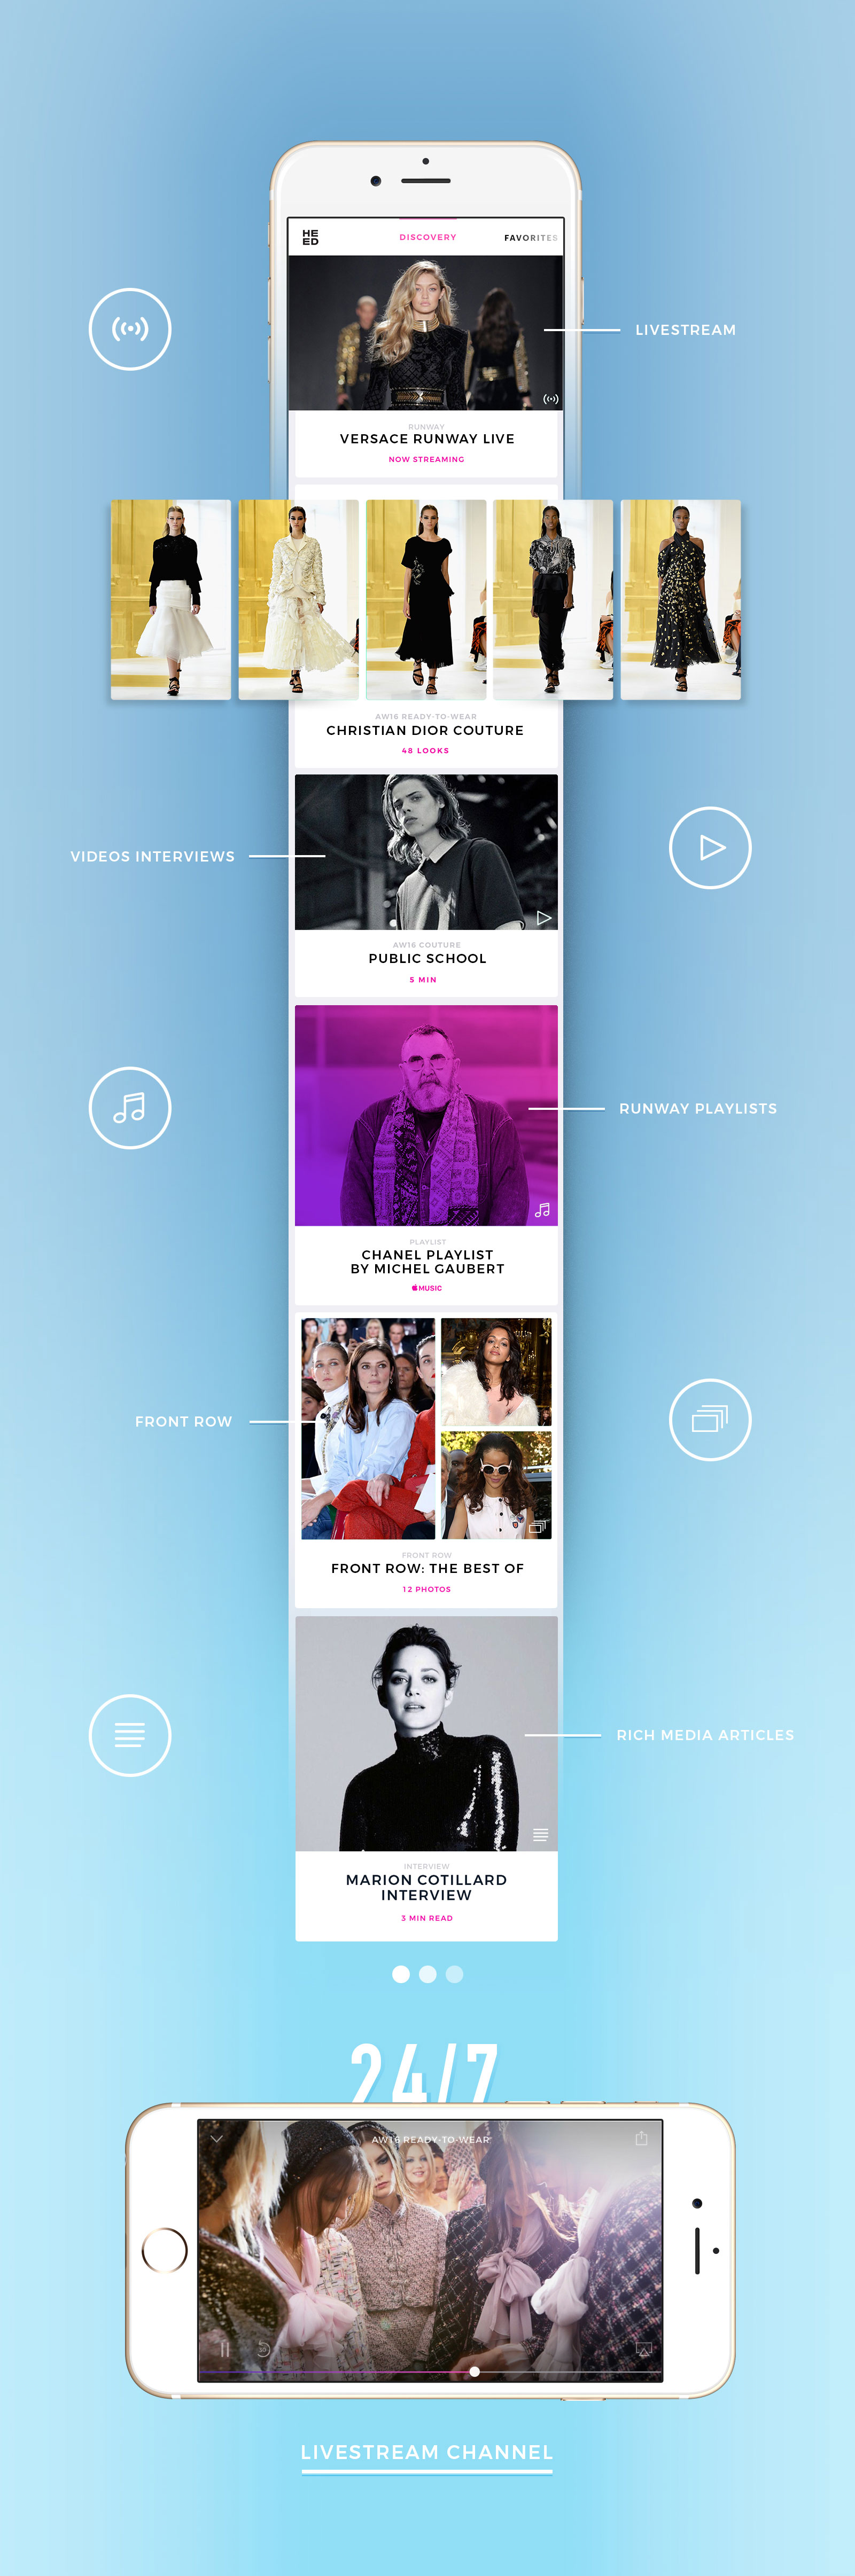 HE
ED
DISCOVERY
FAVORITES
LIVESTREAM
RUNWAY
VERSACE RUNWAY LIVE
NOW STREAMING
AW16 READY-TO-WEAR
CHRISTIAN DIOR COUTURE
48 LOOKS
VIDEOS INTERVIEWS
AW16 COUTURE
PUBLIC SCHOOL
5 MIN
RUNWAY PLAYLISTS
PLAYLIST
CHANEL PLAYLIST
BY MICHEL GAUBERT
MUSIC
FRONT ROW
FRONT ROW
FRONT ROW: THE BEST OF
12 PHOTOS
RICH MEDIA ARTICLES
INTERVIEW
MARION COTILLARD
INTERVIEW
3 MIN READ
24/7
AW16 READY-TO-WEAR
LIVESTREAM CHANNEL